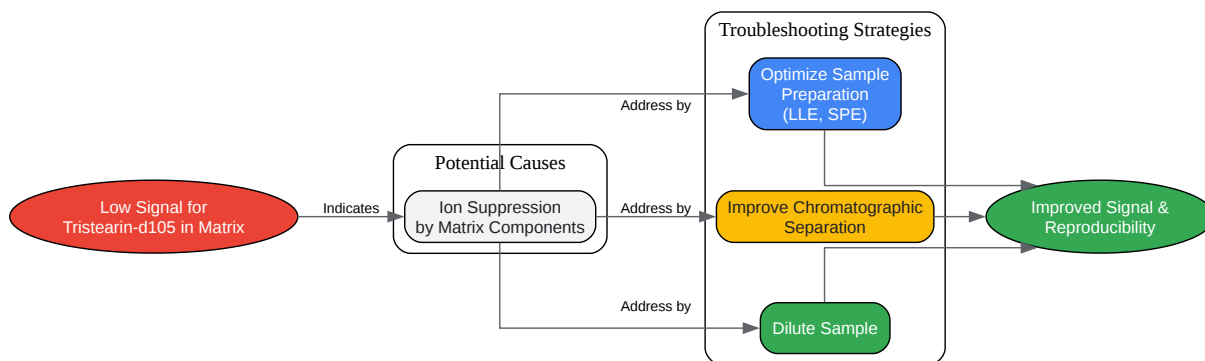 Troubleshooting Strategies
Optimize Sample
Preparation
(LLE, SPE)
Address by
Potential Causes
Low Signal for
Tristearin-d105 in Matrix
Indicates
Ion Suppression
by Matrix Components
Address by
Improve Chromatographic
Separation
Improved Signal &
Reproducibility
Address by
Dilute Sample